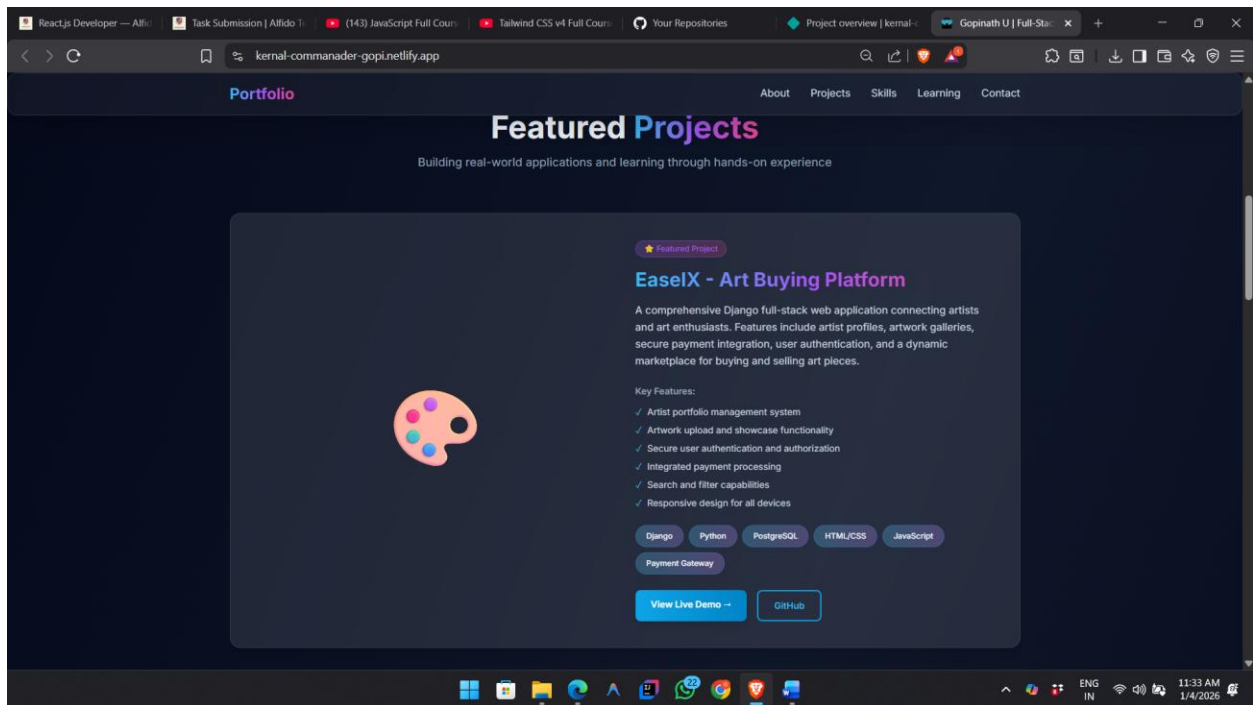 React.js Developer — Alfid
Task Submission | Alfido Te
(143) JavaScript Full Cours
Tailwind CSS v4 Full Cours
Your Repositories
Project overview | kernal-c
Gopinath U | Full-Stac
kernal-commanader-gopi.netlify.app
Portfolio
About
Projects
Skills
Learning
Contact
Featured Projects
Building real-world applications and learning through hands-on experience
⭐ Featured Project
EaselX - Art Buying Platform
A comprehensive Django full-stack web application connecting artists
and art enthusiasts. Features include artist profiles, artwork galleries,
secure payment integration, user authentication, and a dynamic
marketplace for buying and selling art pieces.
Key Features:
✓ Artist portfolio management system
✓ Artwork upload and showcase functionality
✓ Secure user authentication and authorization
✓ Integrated payment processing
✓ Search and filter capabilities
✓ Responsive design for all devices
Django
Python
PostgreSQL
HTML/CSS
JavaScript
Payment Gateway
View Live Demo →
GitHub
22
ENG
IN
11:33 AM
1/4/2026